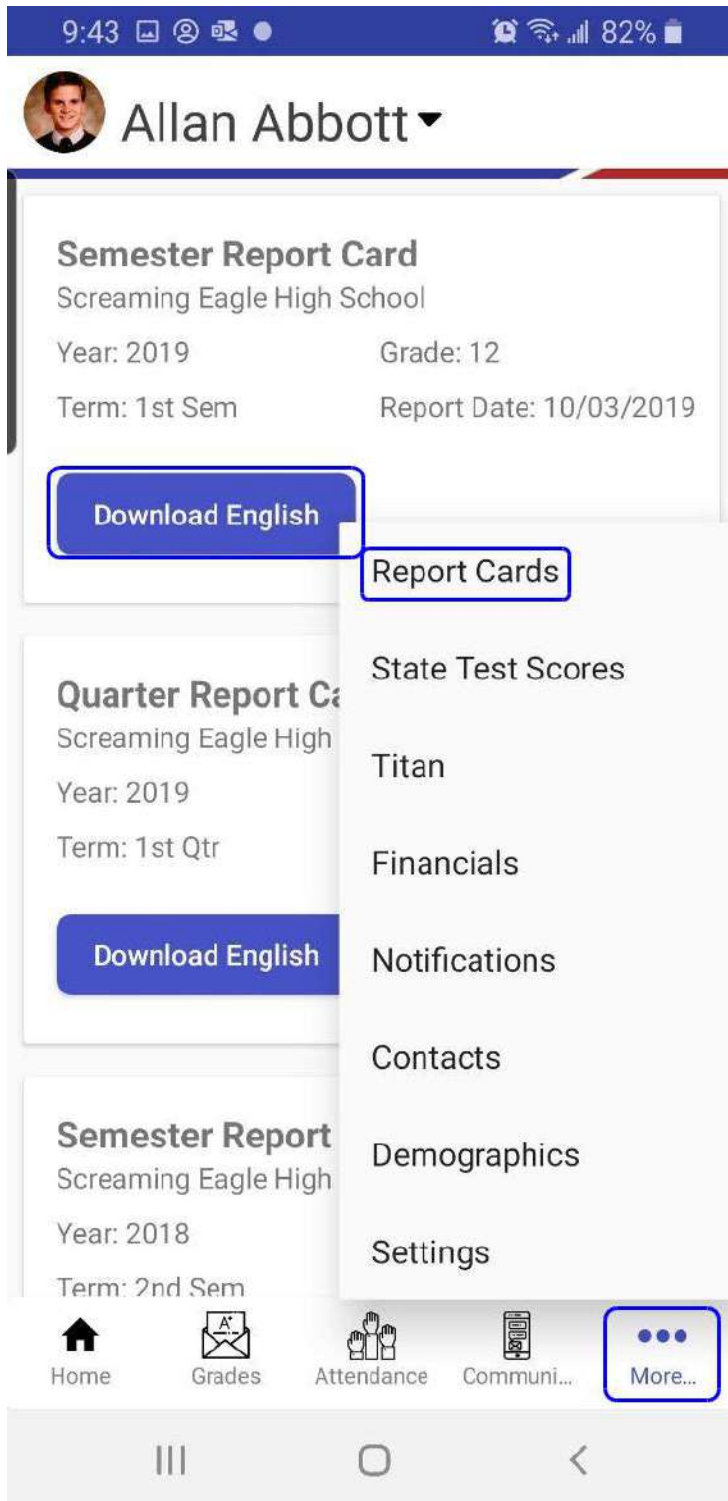 9:43 82%
Allan Abbott
Semester Report Card
Screaming Eagle High School
Year: 2019 Grade: 12
Term: 1st Sem Report Date: 10/03/2019
Download English
Quarter Report Ca
Screaming Eagle High
Year: 2019
Term: 1st Qtr
Download English
Semester Report
Screaming Eagle High
Year: 2018
Term: 2nd Sem
Report Cards
State Test Scores
Titan
Financials
Notifications
Contacts
Demographics
Settings
A+
Home Grades Attendance Communi... More...